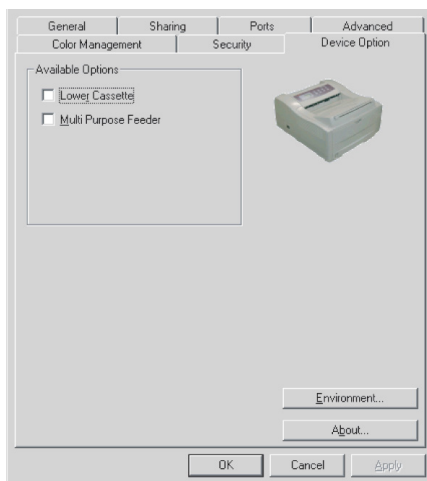 General Sharing Ports Advanced
Color Management Security Device Option
Available Options
Lower Cassette
Multi Purpose Feeder
Environment...
About...
OK Cancel Apply